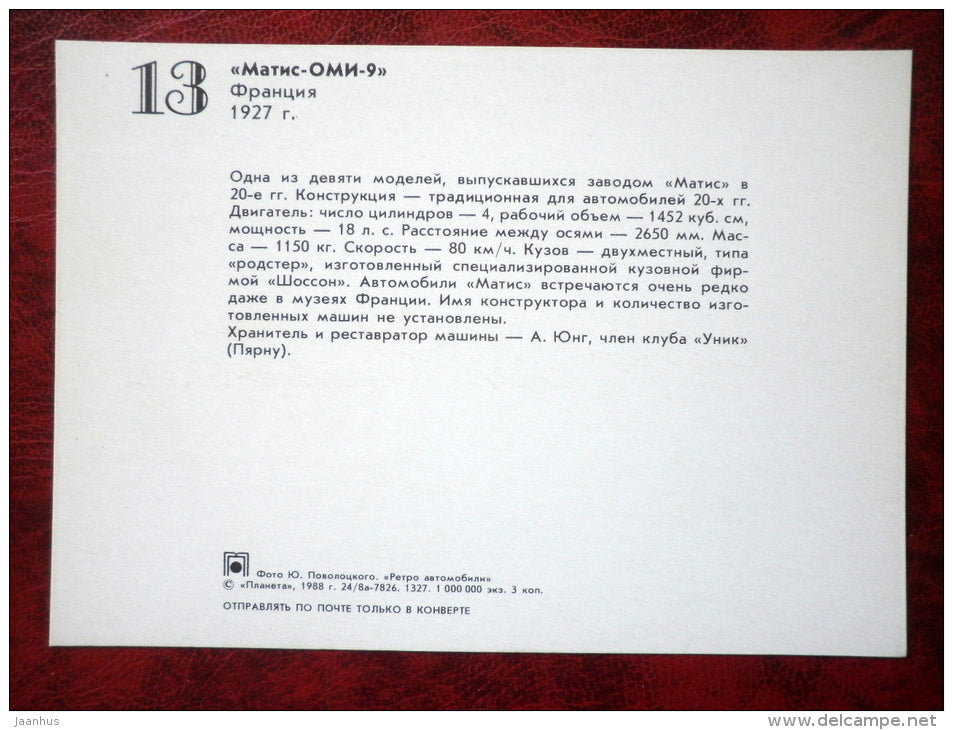 13
«Матис-ОМИ-9»
Франция
1927 г.
Одна из девяти моделей, выпускавшихся заводом «Матис» в
20-е гг. Конструкция — традиционная для автомобилей 20-х гг.
Двигатель: число цилиндров — 4, рабочий объем — 1452 куб. см,
мощность — 18 л. с. Расстояние между осями — 2650 мм. Мас-
са — 1150 кг. Скорость — 80 км/ч. Кузов — двухместный, типа
«родстер», изготовленный специализированной кузовной фир-
мой «Шоссон». Автомобили «Матис» встречаются очень редко
даже в музеях Франции. Имя конструктора и количество изго-
товленных машин не установлены.
Хранитель и реставратор машины — А. Юнг, член клуба «Уник»
(Пярну).
Фото Ю. Поволоцкого. «Ретро автомобили»
© «Планета», 1988 г. 24/8а-7826. 1327. 1 000 000 экз. 3 коп.
ОТПРАВЛЯТЬ ПО ПОЧТЕ ТОЛЬКО В КОНВЕРТЕ
jaanhus
www.delcampe.net